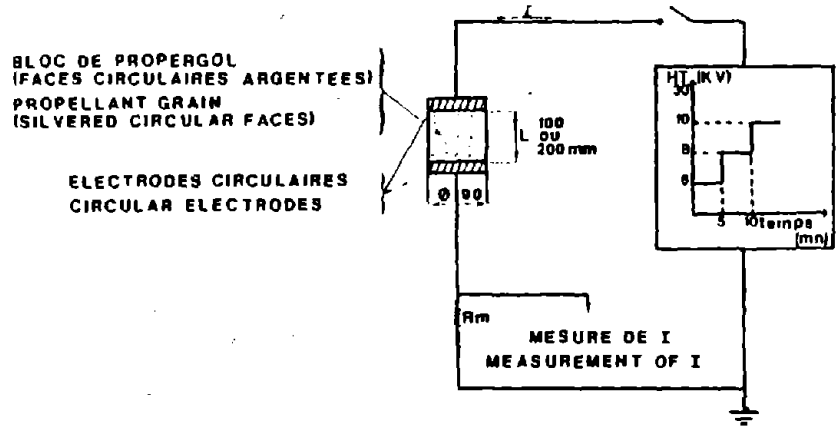 I
BLOC DE PROPERGOL
(FACES CIRCULAIRES ARGENTEES)
PROPELLANT GRAIN
(SILVERED CIRCULAR FACES)
ELECTRODES CIRCULAIRES
CIRCULAR ELECTRODES
L 100
OU
200 mm
Ø 90
HT (KV)
30
10
8
6
5 10 temps
(mn)
Rm
MESURE DE I
MEASUREMENT OF I